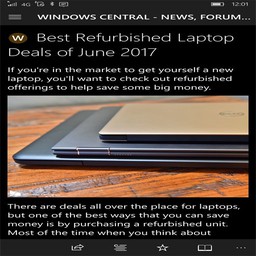 4G
12:01
WINDOWS CENTRAL - NEWS, FORUM...
W
Best Refurbished Laptop
Deals of June 2017
If you're in the market to get yourself a new
laptop, you'll want to check out refurbished
offerings to help save some big money.
There are deals all over the place for laptops,
but one of the best ways that you can save
money is by purchasing a refurbished unit.
Most of the time when you think about